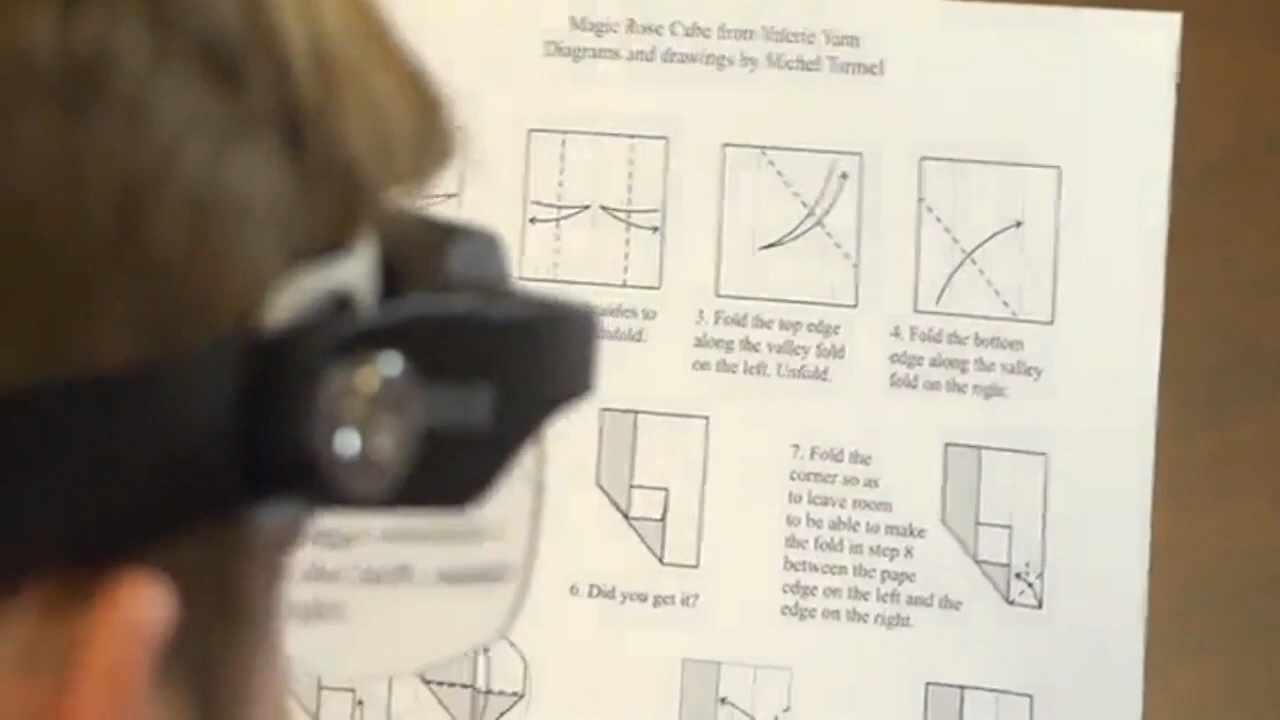 Magic Rose Cube from Valerie Vann
Diagrams and drawings by Michel Turmel
to
3. Fold the top edge
along the valley fold
on the left. Unfold.
4. Fold the bottom
edge along the valley
fold on the right.
6. Did you get it?
7. Fold the
corner so as
to leave room
to be able to make
the fold in step 8
between the pape
edge on the left and the
edge on the right.